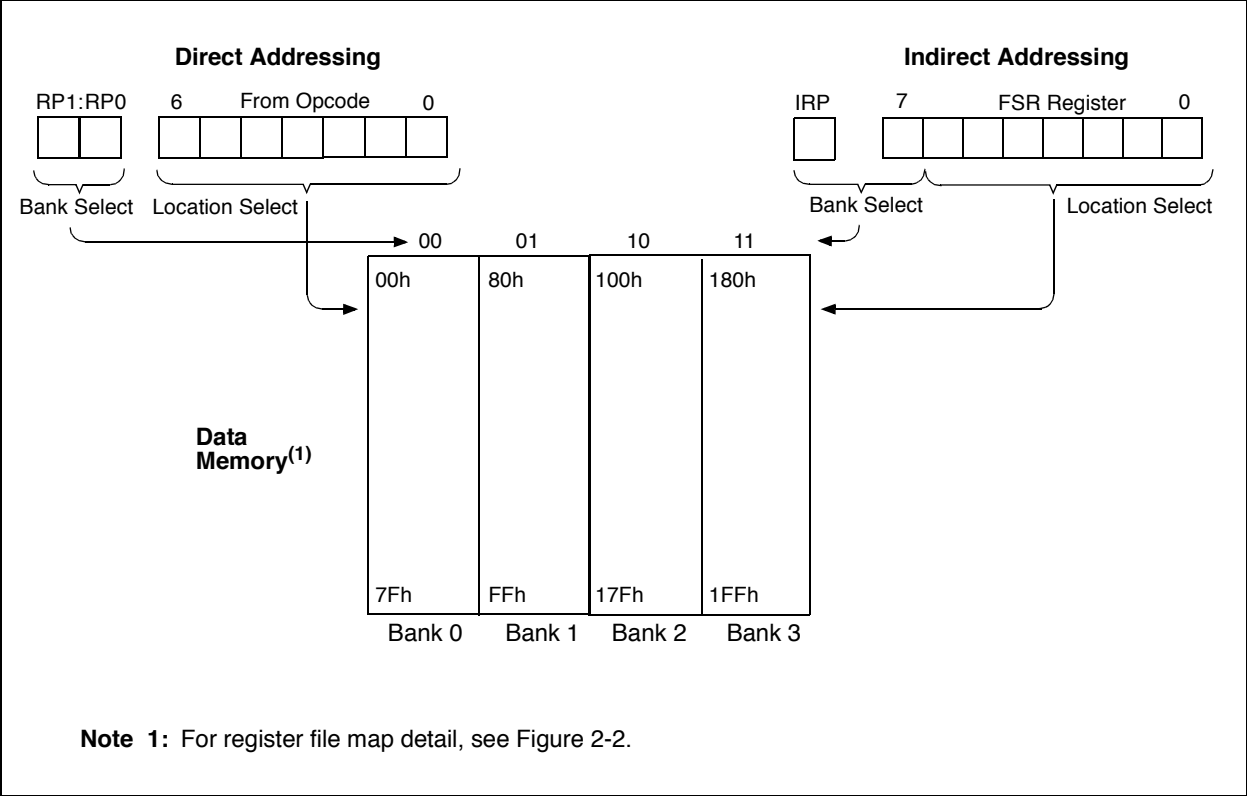 Direct Addressing
Indirect Addressing
RP1:RP0 6 From Opcode 0
IRP 7 FSR Register 0
Bank Select Location Select
Bank Select Location Select
00 01 10 11
00h 80h 100h 180h
Data
Memory(1)
7Fh FFh 17Fh 1FFh
Bank 0 Bank 1 Bank 2 Bank 3
Note 1: For register file map detail, see Figure 2-2.